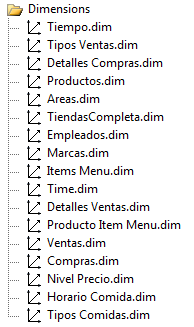 Dimensions
Tiempo.dim
Tipos Ventas.dim
Detalles Compras.dim
Productos.dim
Areas.dim
TiendasCompleta.dim
Empleados.dim
Marcas.dim
Items Menu.dim
Time.dim
Detalles Ventas.dim
Producto Item Menu.dim
Ventas.dim
Compras.dim
Nivel Precio.dim
Horario Comida.dim
Tipos Comidas.dim